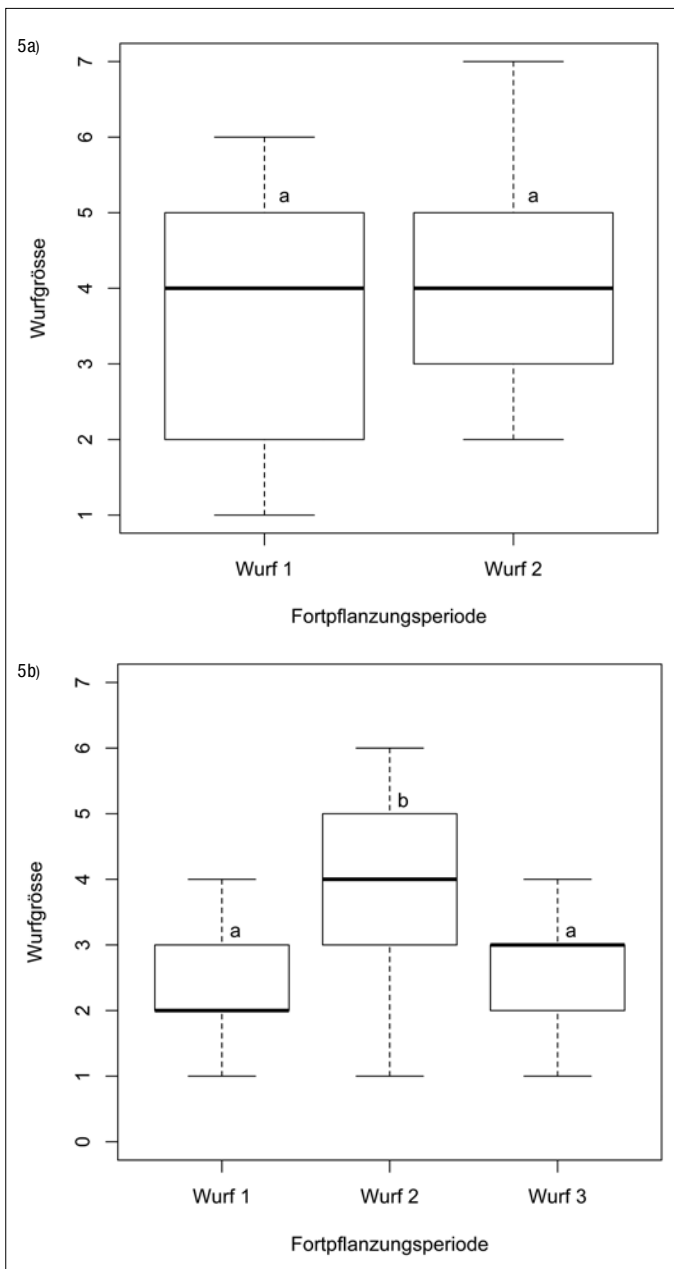 5a)
7
6
5
4
3
2
1
Wurfgrösse
a
a
Wurf 1
Wurf 2
Fortpflanzungsperiode
5b)
7
6
5
4
3
2
1
0
Wurfgrösse
a
b
a
Wurf 1
Wurf 2
Wurf 3
Fortpflanzungsperiode